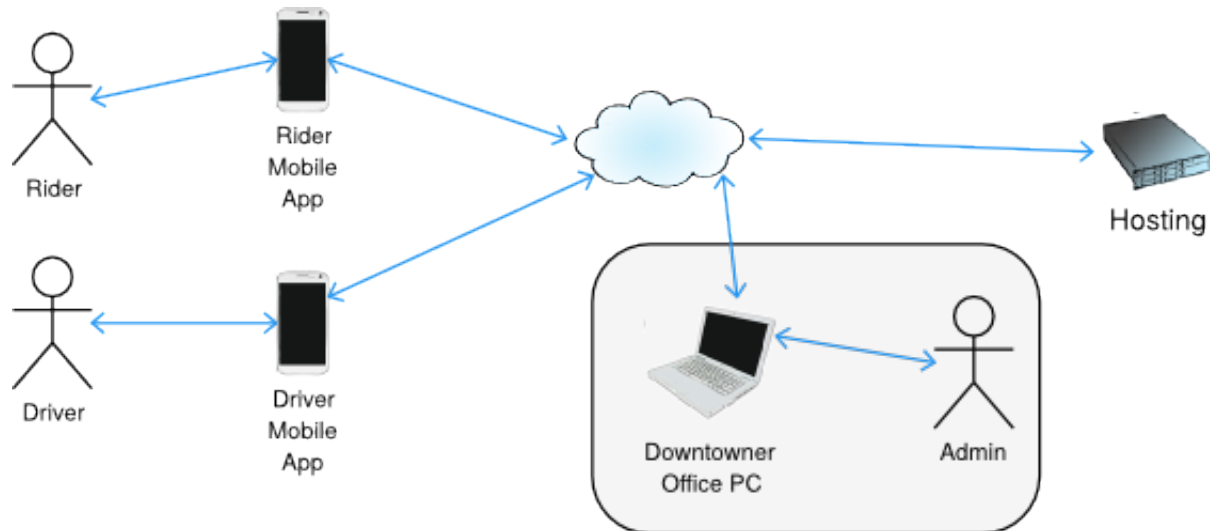 Rider
Mobile
App
Rider
Hosting
Driver
Driver
Mobile
App
Downtowner
Office PC
Admin